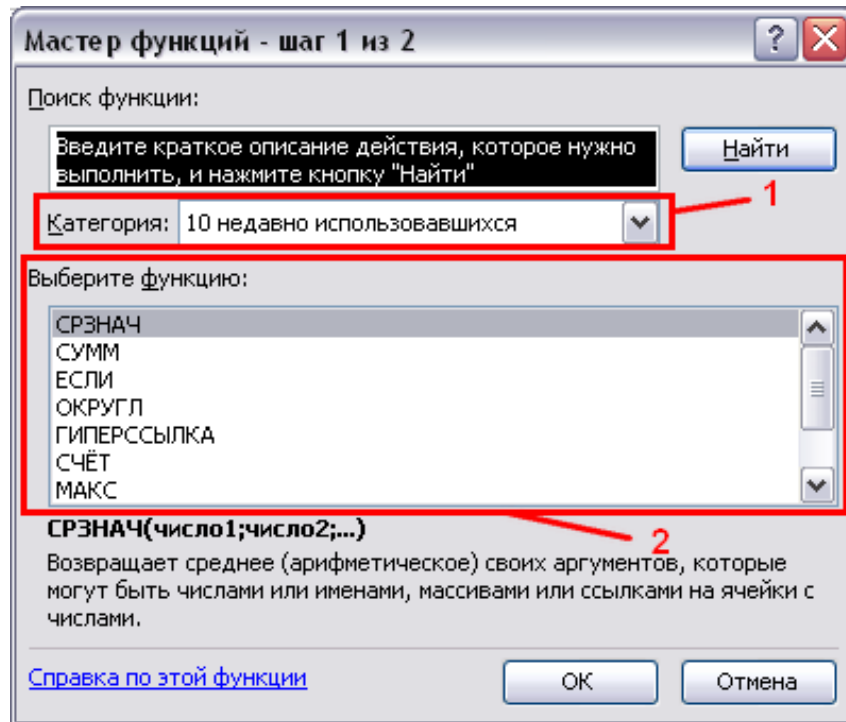 Мастер функций - шаг 1 из 2
Поиск функции:
Введите краткое описание действия, которое нужно
выполнить, и нажмите кнопку "Найти"
Найти
1
Категория: 10 недавно использовавшихся
Выберите функцию:
СРЗНАЧ
СУММ
ЕСЛИ
ОКРУГЛ
ГИПЕРССЫЛКА
СЧЁТ
МАКС
2
СРЗНАЧ(число1;число2;...)
Возвращает среднее (арифметическое) своих аргументов, которые
могут быть числами или именами, массивами или ссылками на ячейки с
числами.
Справка по этой функции
ОК
Отмена